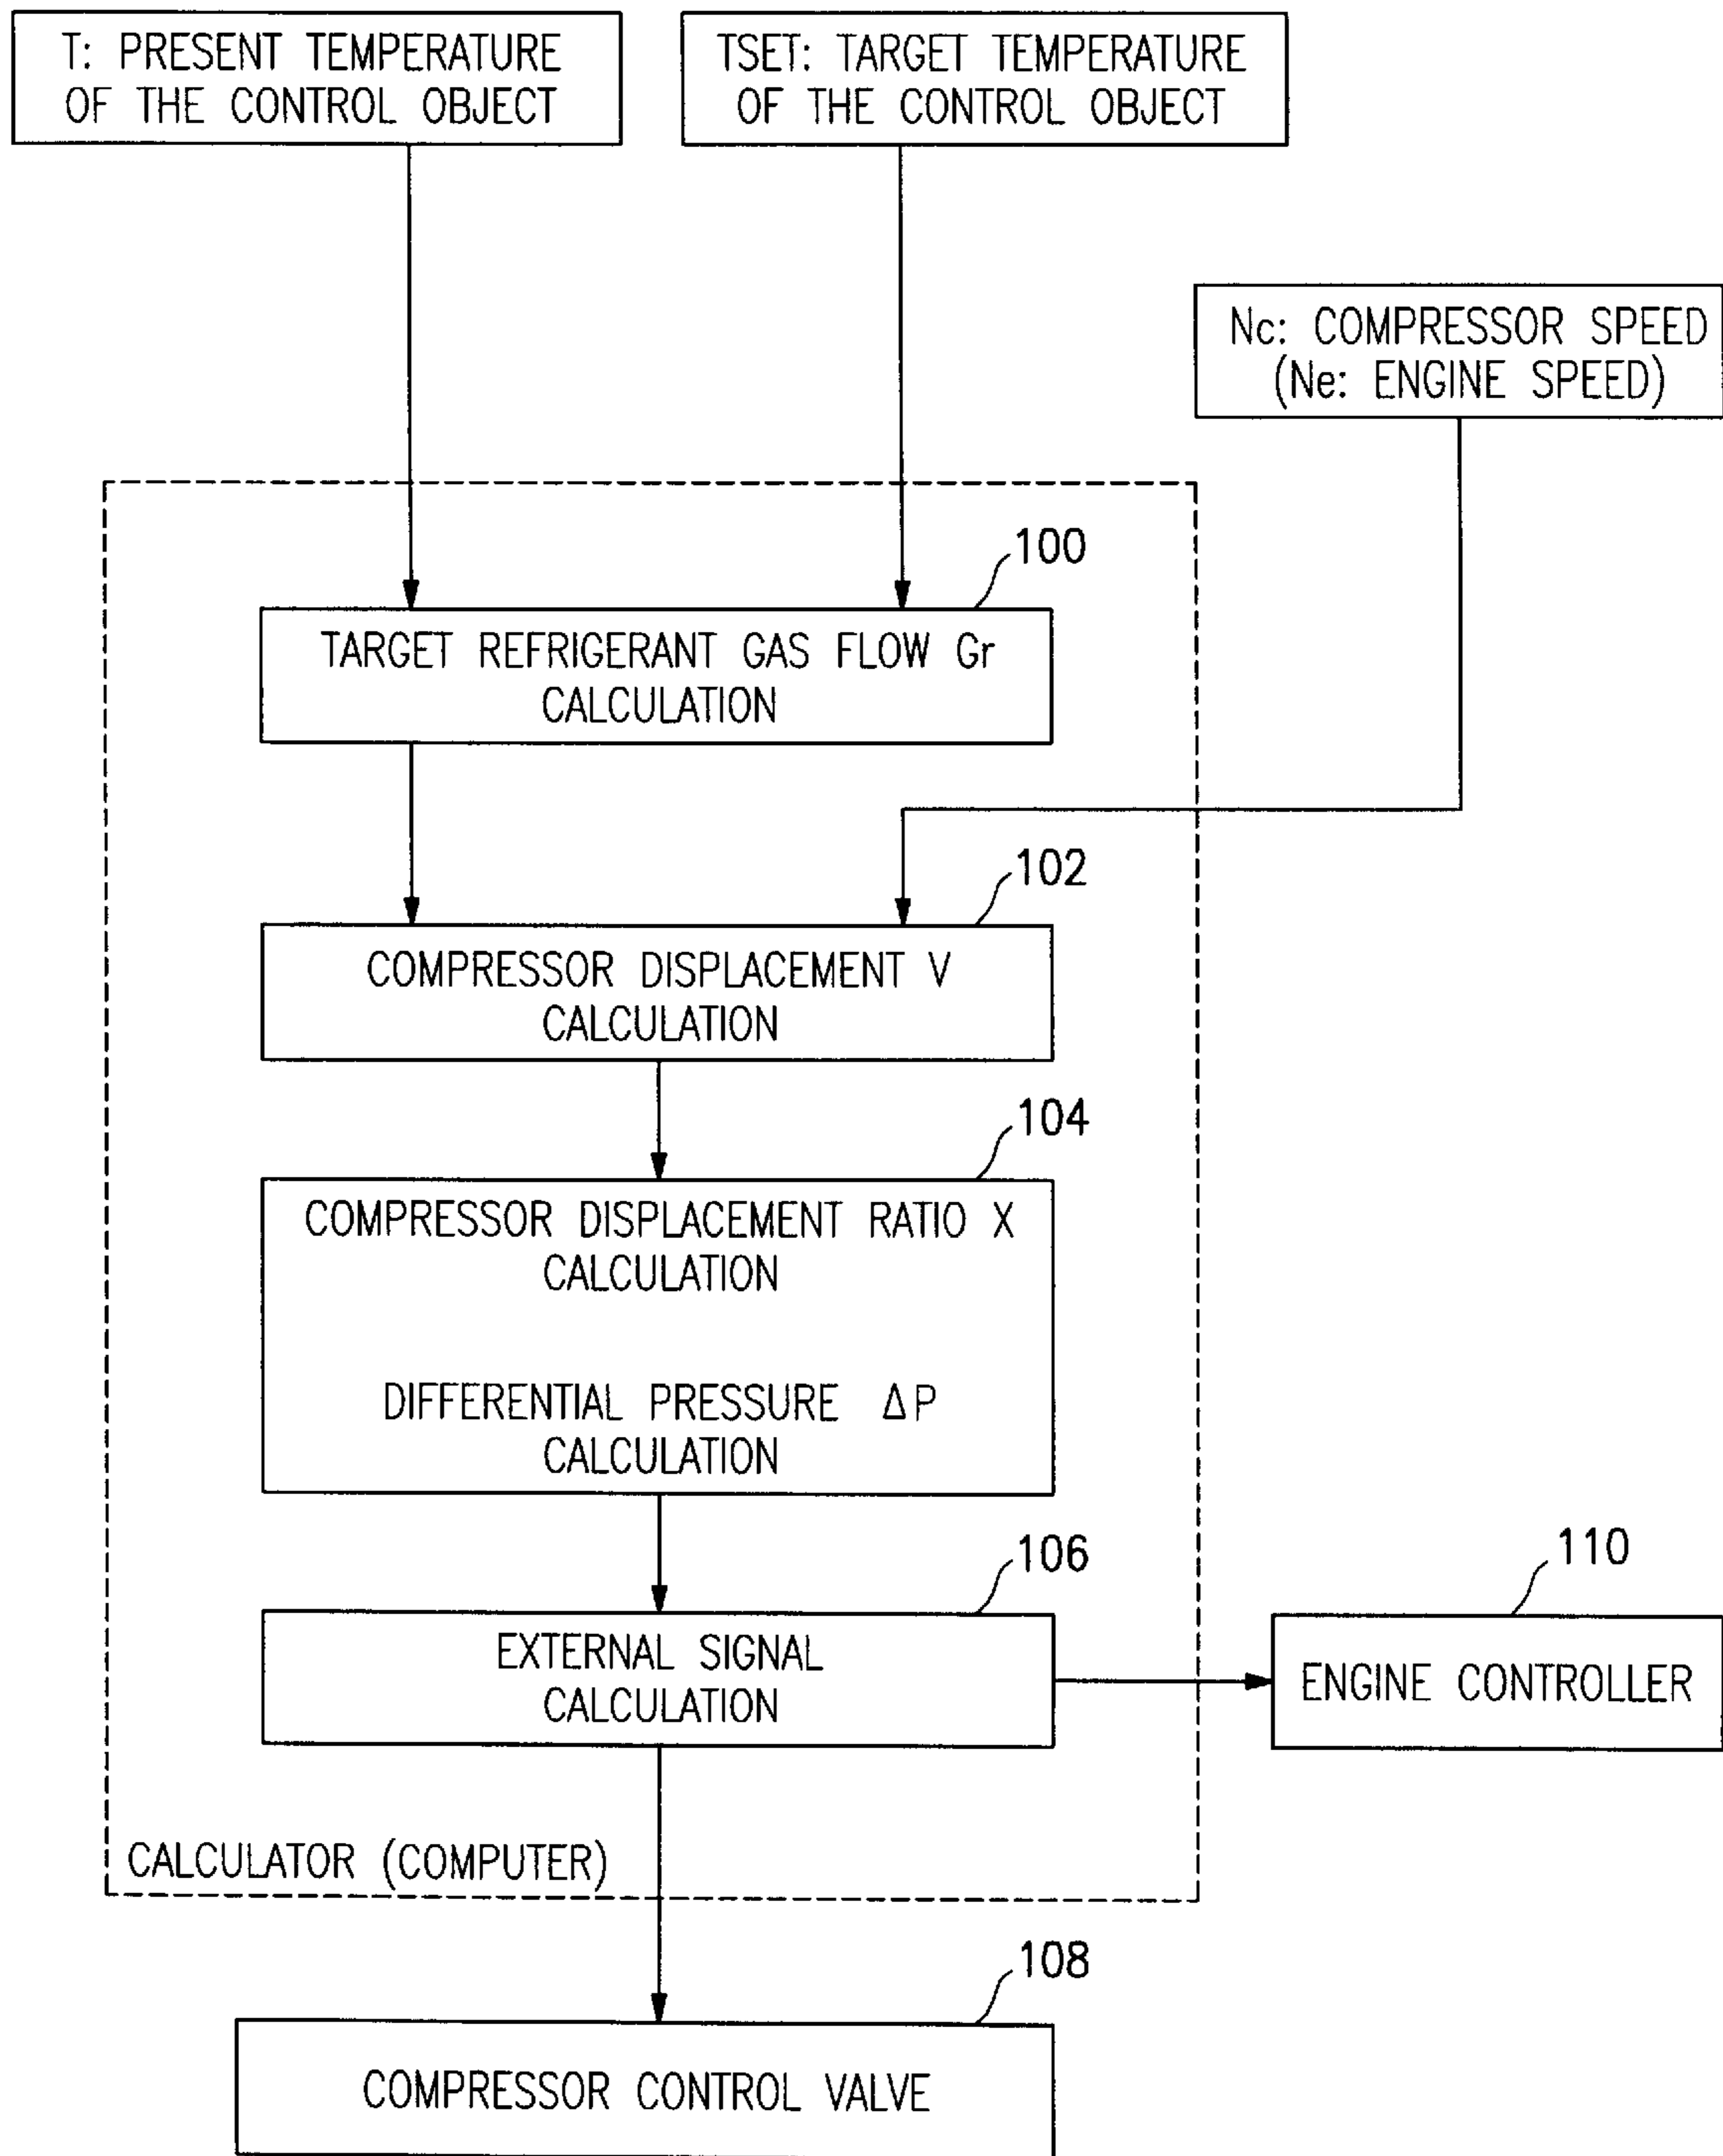 T: PRESENT TEMPERATURE
OF THE CONTROL OBJECT
TSET: TARGET TEMPERATURE
OF THE CONTROL OBJECT
Nc: COMPRESSOR SPEED
(Ne: ENGINE SPEED)
100
TARGET REFRIGERANT GAS FLOW Gr
CALCULATION
102
COMPRESSOR DISPLACEMENT V
CALCULATION
104
COMPRESSOR DISPLACEMENT RATIO X
CALCULATION
DIFFERENTIAL PRESSURE ΔP
CALCULATION
106
EXTERNAL SIGNAL
CALCULATION
110
ENGINE CONTROLLER
CALCULATOR (COMPUTER)
108
COMPRESSOR CONTROL VALVE